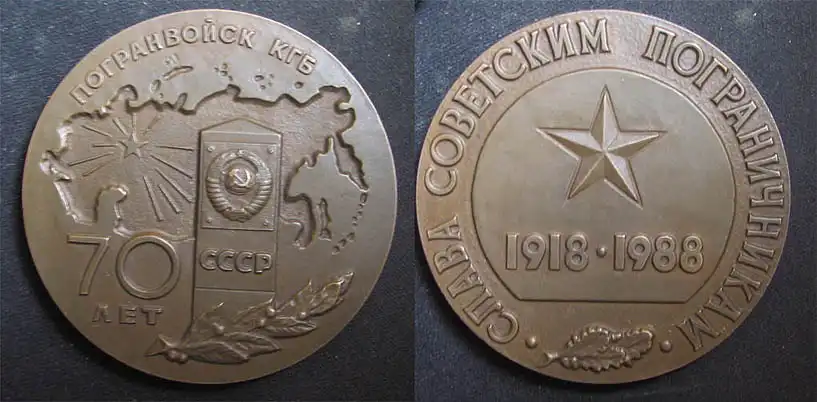 ПОГРАНВОЙСК КГБ
СССР
70
ЛЕТ
СЛАВА СОВЕТСКИМ ПОГРАНИЧНИКАМ
1918 · 1988